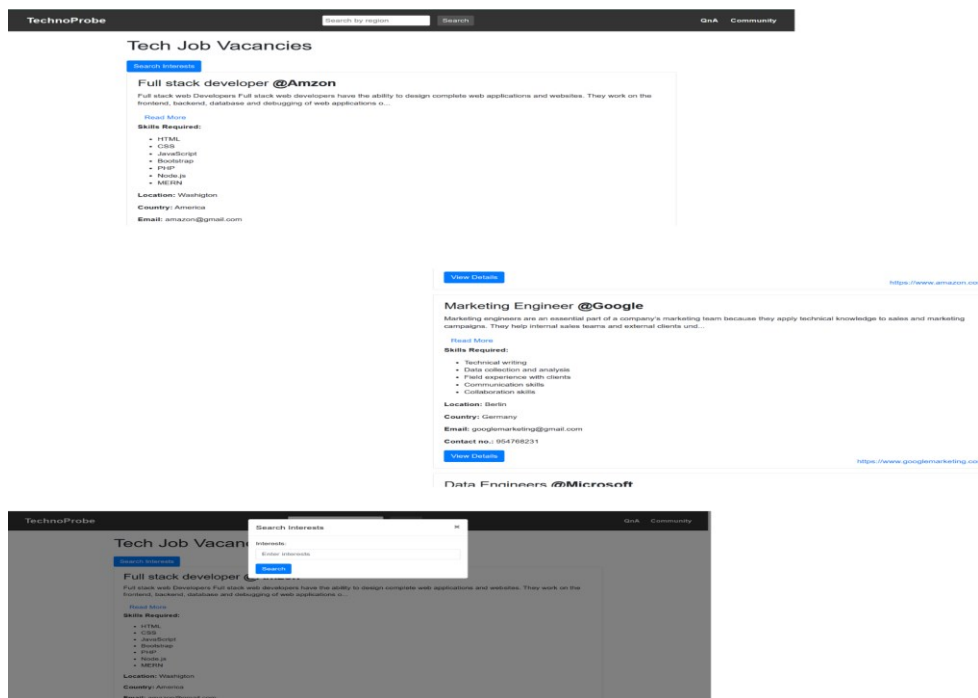 TechnoProbe Search by region Search QnA Community
Tech Job Vacancies
Search Interests
Full stack developer @Amzon
Full stack web Developers Full stack web developers have the ability to design complete web applications and websites. They work on the
frontend, backend, database and debugging of web applications o...
Read More
Skills Required:
• HTML
• CSS
• JavaScript
• Bootstrap
• PHP
• Node.js
• MERN
Location: Washigton
Country: America
Email: amazon@gmail.com
View Details
https://www.amazon.co
Marketing Engineer @Google
Marketing engineers are an essential part of a company's marketing team because they apply technical knowledge to sales and marketing
campaigns. They help internal sales teams and external clients und...
Read More
Skills Required:
• Technical writing
• Data collection and analysis
• Field experience with clients
• Communication skills
• Collaboration skills
Location: Berlin
Country: Germany
Email: googlemarketing@gmail.com
Contact no.: 954768231
View Details
https://www.googlemarketing.co
Data Engineers @Microsoft
TechnoProbe QnA Community
Search Interests ×
Tech Job Vacan
Interests:
Enter interests
Search Interests
Search
Full stack developer @
Full stack web Developers Full stack web developers have the ability to design complete web applications and websites. They work on the
frontend, backend, database and debugging of web applications o...
Read More
Skills Required:
• HTML
• CSS
• JavaScript
• Bootstrap
• PHP
• Node.js
• MERN
Location: Washigton
Country: America
Email: amazon@gmail.com